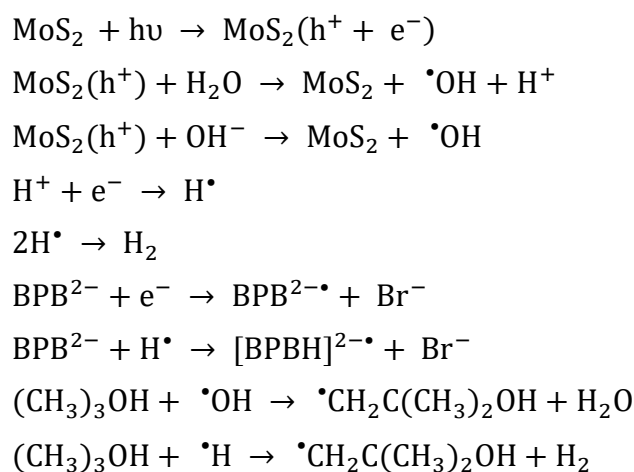 MoS₂ + hυ → MoS₂(h⁺ + e⁻)
MoS₂(h⁺) + H₂O → MoS₂ + •OH + H⁺
MoS₂(h⁺) + OH⁻ → MoS₂ + •OH
H⁺ + e⁻ → H•
2H• → H₂
BPB²⁻ + e⁻ → BPB²⁻• + Br⁻
BPB²⁻ + H• → [BPBH]²⁻• + Br⁻
(CH₃)₃OH + •OH → •CH₂C(CH₃)₂OH + H₂O
(CH₃)₃OH + •H → •CH₂C(CH₃)₂OH + H₂